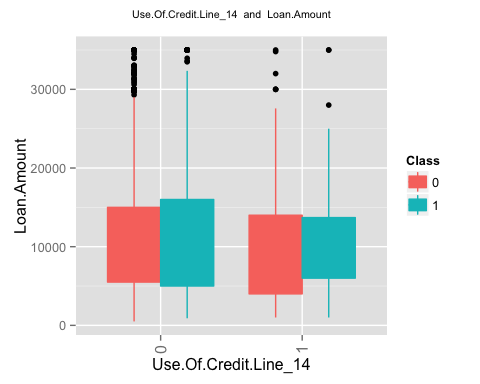 Use.Of.Credit.Line_14 and Loan.Amount
Loan.Amount
30000
20000
10000
0
0
1
Use.Of.Credit.Line_14
Class
0
1